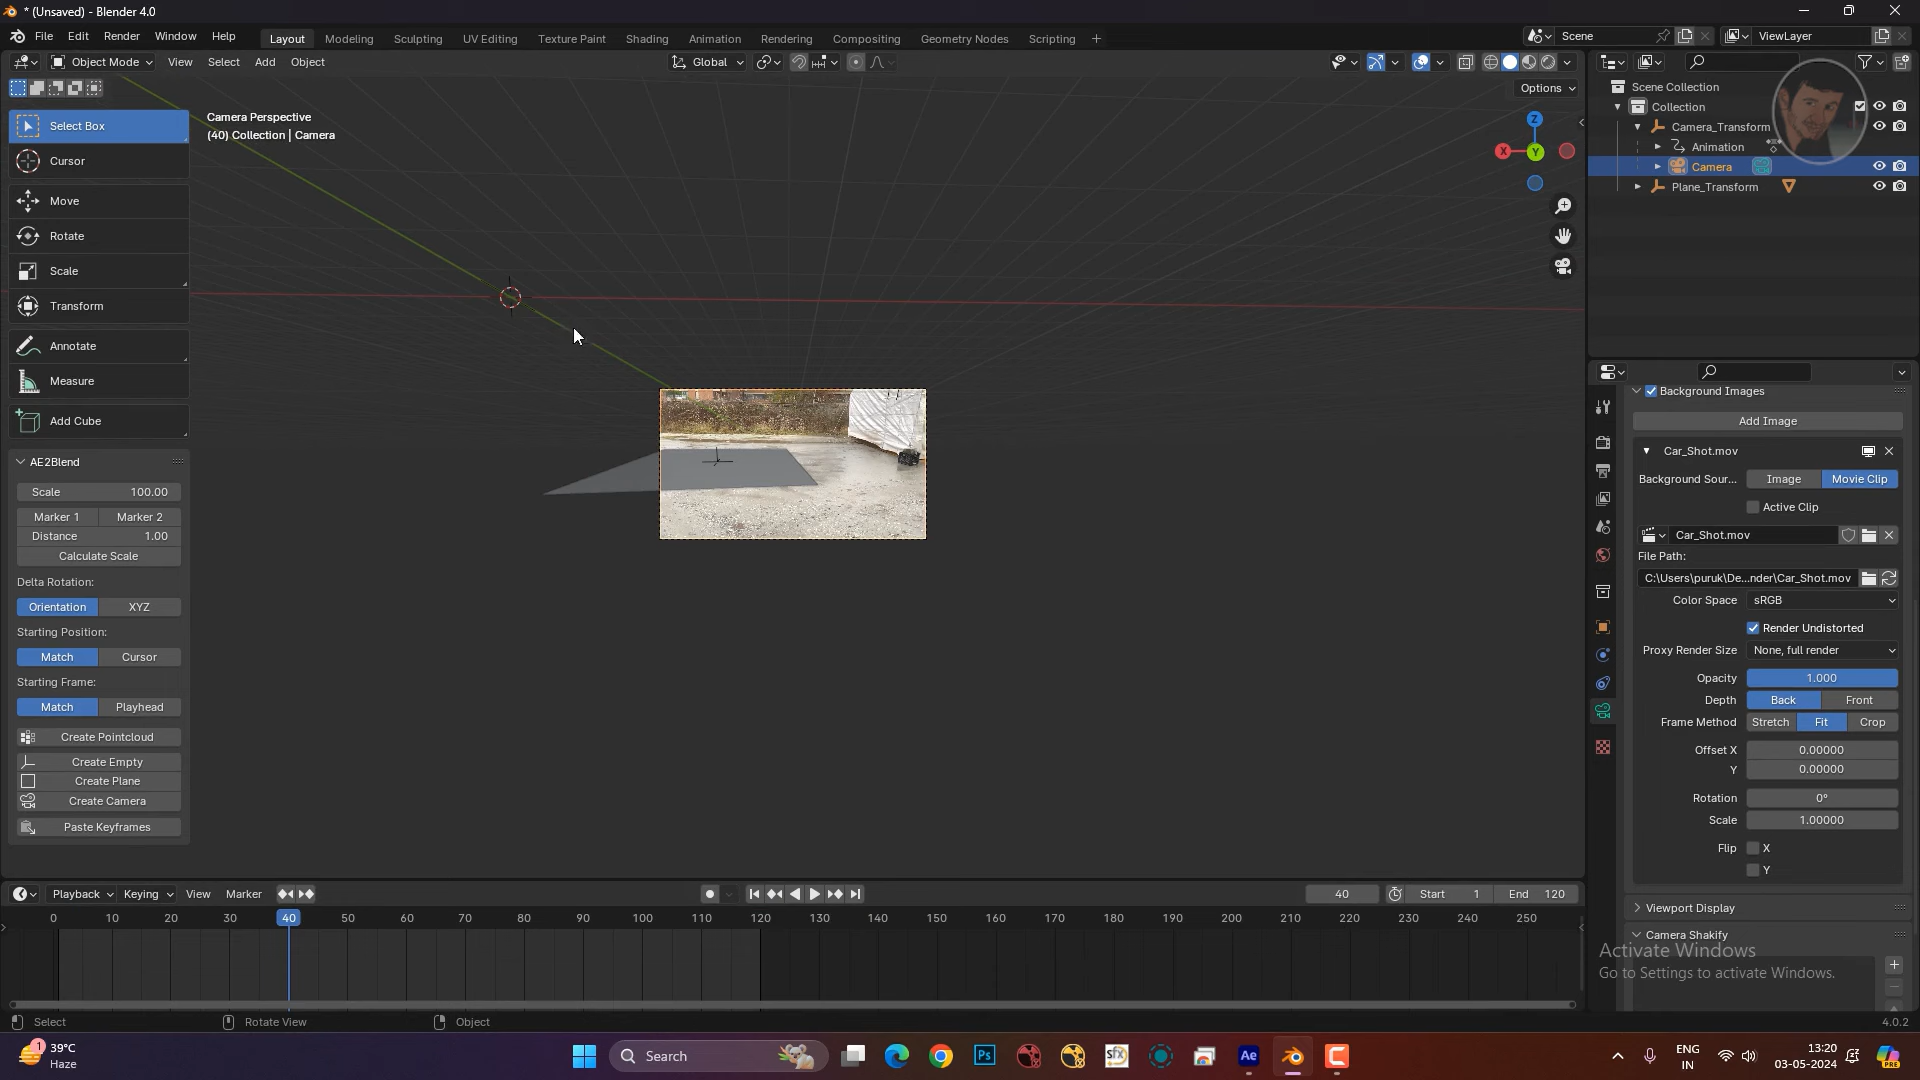 * (Unsaved) - Blender 4.0
File Edit Render Window Help Layout Modeling Sculpting UV Editing Texture Paint Shading Animation Rendering Compositing Geometry Nodes Scripting + Scene ViewLayer
Object Mode View Select Add Object Global
Options
Camera Perspective
(40) Collection | Camera
Select Box
Cursor
Move
Rotate
Scale
Transform
Annotate
Measure
Add Cube
Z
X
Y
AE2Blend
Scale 100.00
Marker 1 Marker 2
Distance 1.00
Calculate Scale
Delta Rotation:
Orientation XYZ
Starting Position:
Match Cursor
Starting Frame:
Match Playhead
Create Pointcloud
Create Empty
Create Plane
Create Camera
Paste Keyframes
Scene Collection
Collection
Camera_Transform
Animation
Camera
Plane_Transform
Background Images
Add Image
Car_Shot.mov
Background Sour... Image Movie Clip
Active Clip
Car_Shot.mov
File Path:
C:\Users\puruk\De...nder\Car_Shot.mov
Color Space sRGB
Render Undistorted
Proxy Render Size None, full render
Opacity 1.000
Depth Back Front
Frame Method Stretch Fit Crop
Offset X 0.00000
Y 0.00000
Rotation 0°
Scale 1.00000
Flip X
Y
Viewport Display
Camera Shakify
Activate Windows
Go to Settings to activate Windows.
Playback Keying View Marker 40 Start 1 End 120
0 10 20 30 40 50 60 70 80 90 100 110 120 130 140 150 160 170 180 190 200 210 220 230 240 250
Select Rotate View Object 4.0.2
1
39°C
Haze
Search
Ps
sfx
Ae
ENG
IN
13:20
03-05-2024
PRE